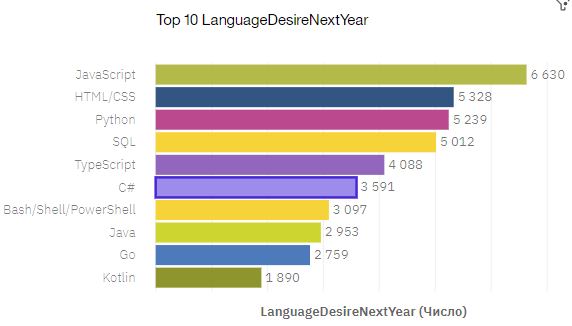 Top 10 LanguageDesireNextYear
JavaScript 6 630
HTML/CSS 5 328
Python 5 239
SQL 5 012
TypeScript 4 088
C# 3 591
Bash/Shell/PowerShell 3 097
Java 2 953
Go 2 759
Kotlin 1 890
LanguageDesireNextYear (Число)